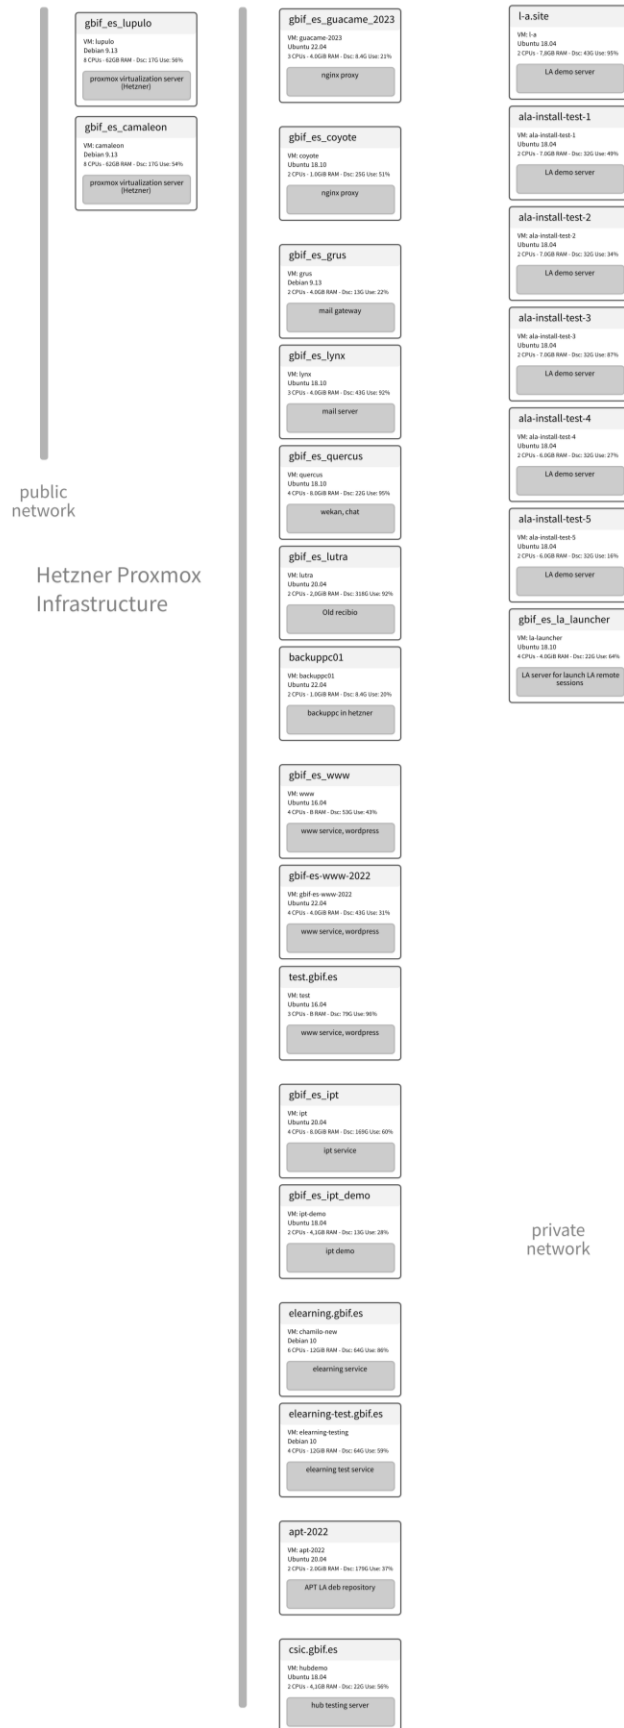 gbif_es_lupulo
VM: lupulo
Debian 9.13
8 CPUs - 62GB RAM - Dsc: 17G Use: 56%
proxmox virtualization server
(Hetzner)
gbif_es_camaleon
VM: camaleon
Debian 9.13
8 CPUs - 62GB RAM - Dsc: 17G Use: 54%
proxmox virtualization server
(Hetzner)
public
network
Hetzner Proxmox
Infrastructure
gbif_es_guacame_2023
VM: guacame-2023
Ubuntu 22.04
3 CPUs - 4.0GiB RAM - Dsc: 8.4G Use: 21%
nginx proxy
gbif_es_coyote
VM: coyote
Ubuntu 18.10
2 CPUs - 1.0GiB RAM - Dsc: 25G Use: 51%
nginx proxy
gbif_es_grus
VM: grus
Debian 9.13
2 CPUs - 4.0GB RAM - Dsc: 13G Use: 22%
mail gateway
gbif_es_lynx
VM: lynx
Ubuntu 18.10
3 CPUs - 4.0GiB RAM - Dsc: 43G Use: 92%
mail server
gbif_es_quercus
VM: quercus
Ubuntu 18.10
4 CPUs - 8.0GiB RAM - Dsc: 22G Use: 95%
wekan, chat
gbif_es_lutra
VM: lutra
Ubuntu 20.04
2 CPUs - 2,0GiB RAM - Dsc: 318G Use: 92%
Old recibio
backuppc01
VM: backuppc01
Ubuntu 22.04
2 CPUs - 1.0GiB RAM - Dsc: 8.4G Use: 20%
backuppc in hetzner
gbif_es_www
VM: www
Ubuntu 16.04
4 CPUs - B RAM - Dsc: 53G Use: 43%
www service, wordpress
gbif-es-www-2022
VM: gbif-es-www-2022
Ubuntu 22.04
4 CPUs - 4.0GiB RAM - Dsc: 43G Use: 31%
www service, wordpress
test.gbif.es
VM: test
Ubuntu 16.04
3 CPUs - B RAM - Dsc: 79G Use: 96%
www service, wordpress
gbif_es_ipt
VM: ipt
Ubuntu 20.04
4 CPUs - 8.0GiB RAM - Dsc: 169G Use: 60%
ipt service
gbif_es_ipt_demo
VM: ipt-demo
Ubuntu 18.04
2 CPUs - 4,1GB RAM - Dsc: 13G Use: 28%
ipt demo
elearning.gbif.es
VM: chamilo-new
Debian 10
6 CPUs - 12GiB RAM - Dsc: 64G Use: 86%
elearning service
elearning-test.gbif.es
VM: elearning-testing
Debian 10
4 CPUs - 12GiB RAM - Dsc: 64G Use: 59%
elearning test service
apt-2022
VM: apt-2022
Ubuntu 20.04
2 CPUs - 2.0GiB RAM - Dsc: 173G Use: 37%
APT LA deb repository
csic.gbif.es
VM: hubdemo
Ubuntu 18.04
2 CPUs - 4,1GB RAM - Dsc: 22G Use: 56%
hub testing server
l-a.site
VM: l-a
Ubuntu 18.04
2 CPUs - 7,8GB RAM - Dsc: 43G Use: 95%
LA demo server
ala-install-test-1
VM: ala-install-test-1
Ubuntu 18.04
2 CPUs - 7.0GB RAM - Dsc: 32G Use: 49%
LA demo server
ala-install-test-2
VM: ala-install-test-2
Ubuntu 18.04
2 CPUs - 7.0GB RAM - Dsc: 32G Use: 34%
LA demo server
ala-install-test-3
VM: ala-install-test-3
Ubuntu 18.04
2 CPUs - 7.0GB RAM - Dsc: 32G Use: 87%
LA demo server
ala-install-test-4
VM: ala-install-test-4
Ubuntu 18.04
2 CPUs - 6.0GB RAM - Dsc: 32G Use: 27%
LA demo server
ala-install-test-5
VM: ala-install-test-5
Ubuntu 18.04
2 CPUs - 6.0GB RAM - Dsc: 32G Use: 16%
LA demo server
gbif_es_la_launcher
VM: la-launcher
Ubuntu 18.10
4 CPUs - 4.0GiB RAM - Dsc: 22G Use: 64%
LA server for launch LA remote
sessions
private
network